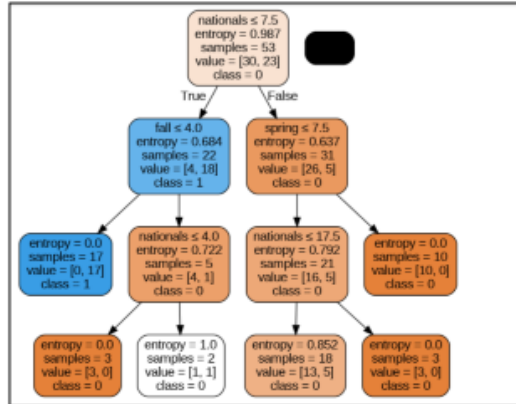 nationals ≤ 7.5
entropy = 0.987
samples = 53
value = [30, 23]
class = 0
True
False
fall ≤ 4.0
entropy = 0.684
samples = 22
value = [4, 18]
class = 1
spring ≤ 7.5
entropy = 0.637
samples = 31
value = [26, 5]
class = 0
entropy = 0.0
samples = 17
value = [0, 17]
class = 1
nationals ≤ 4.0
entropy = 0.722
samples = 5
value = [4, 1]
class = 0
nationals ≤ 17.5
entropy = 0.792
samples = 21
value = [16, 5]
class = 0
entropy = 0.0
samples = 10
value = [10, 0]
class = 0
entropy = 0.0
samples = 3
value = [3, 0]
class = 0
entropy = 1.0
samples = 2
value = [1, 1]
class = 0
entropy = 0.852
samples = 18
value = [13, 5]
class = 0
entropy = 0.0
samples = 3
value = [3, 0]
class = 0